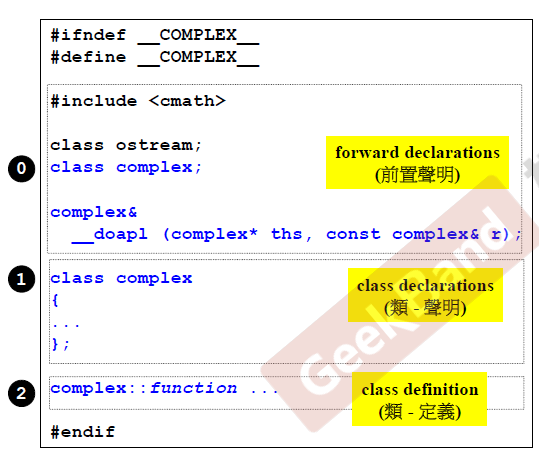 #ifndef __COMPLEX__
#define __COMPLEX__
#include <cmath>
class ostream;
0
class complex;
forward declarations
(前置聲明)
complex&
__doapl (complex* ths, const complex& r);
1
class complex
{
...
};
class declarations
(類 - 聲明)
2
complex::function ...
class definition
(類 - 定義)
#endif
GeekBand